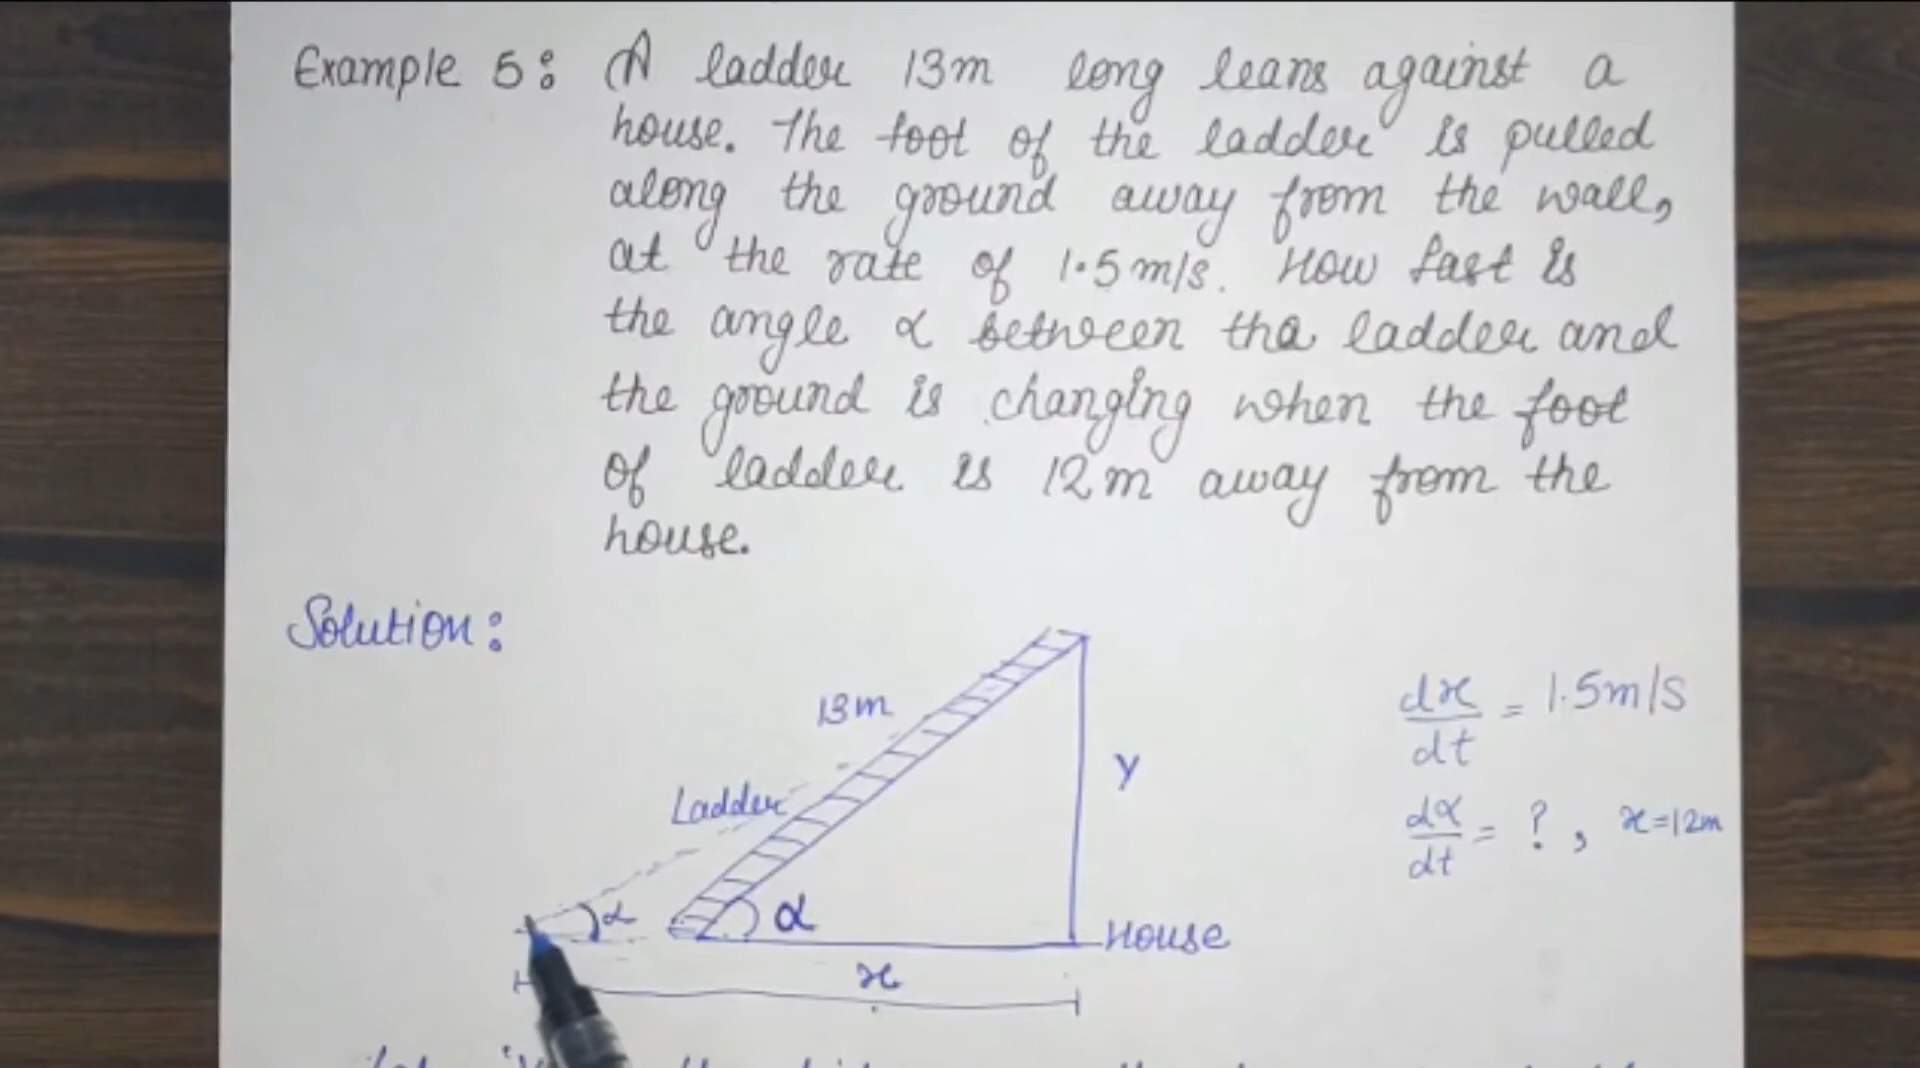 Example 5: A ladder 13m long leans against a
house. The foot of the ladder is pulled
along the ground away from the wall,
at the rate of 1.5 m/s. How fast is
the angle α between the ladder and
the ground is changing when the foot
of ladder is 12 m away from the
house.
Solution:
13m
Ladder
y
α
α
House
x
dx/dt = 1.5m/s
dα/dt = ?, x=12m